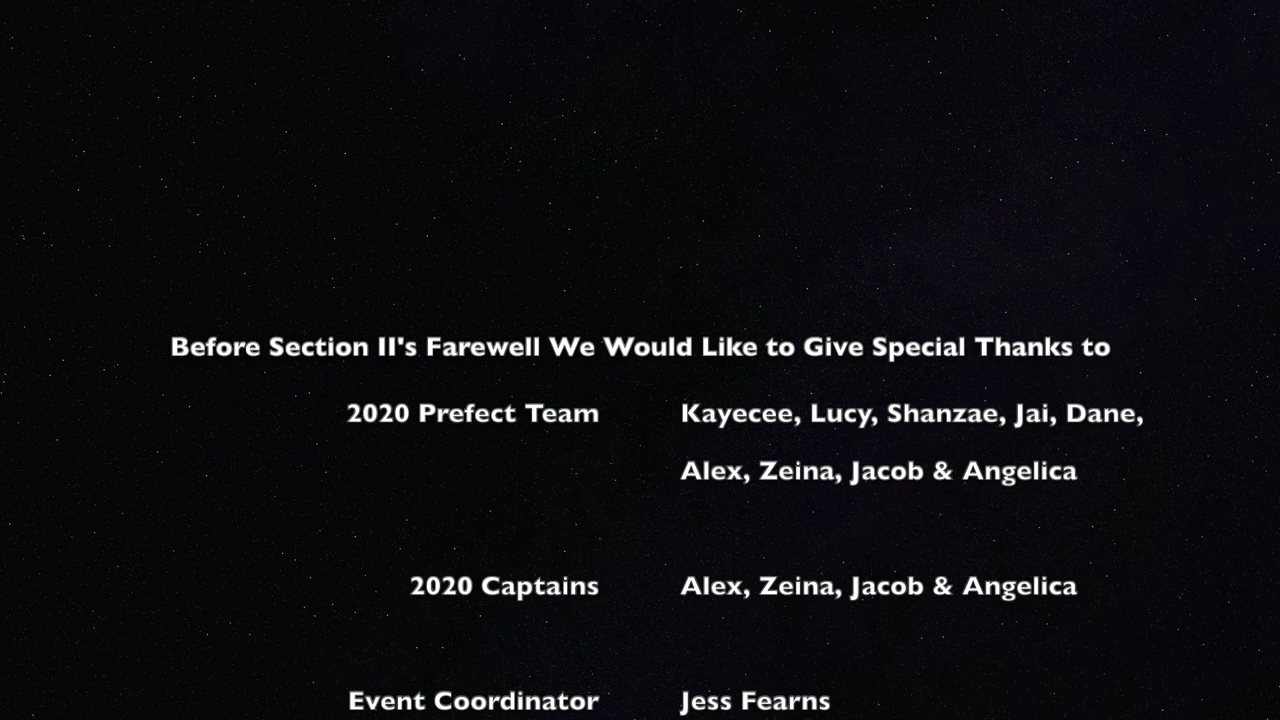 Before Section II's Farewell We Would Like to Give Special Thanks to
2020 Prefect Team Kayecee, Lucy, Shanzae, Jai, Dane,
Alex, Zeina, Jacob & Angelica
2020 Captains Alex, Zeina, Jacob & Angelica
Event Coordinator Jess Fearns